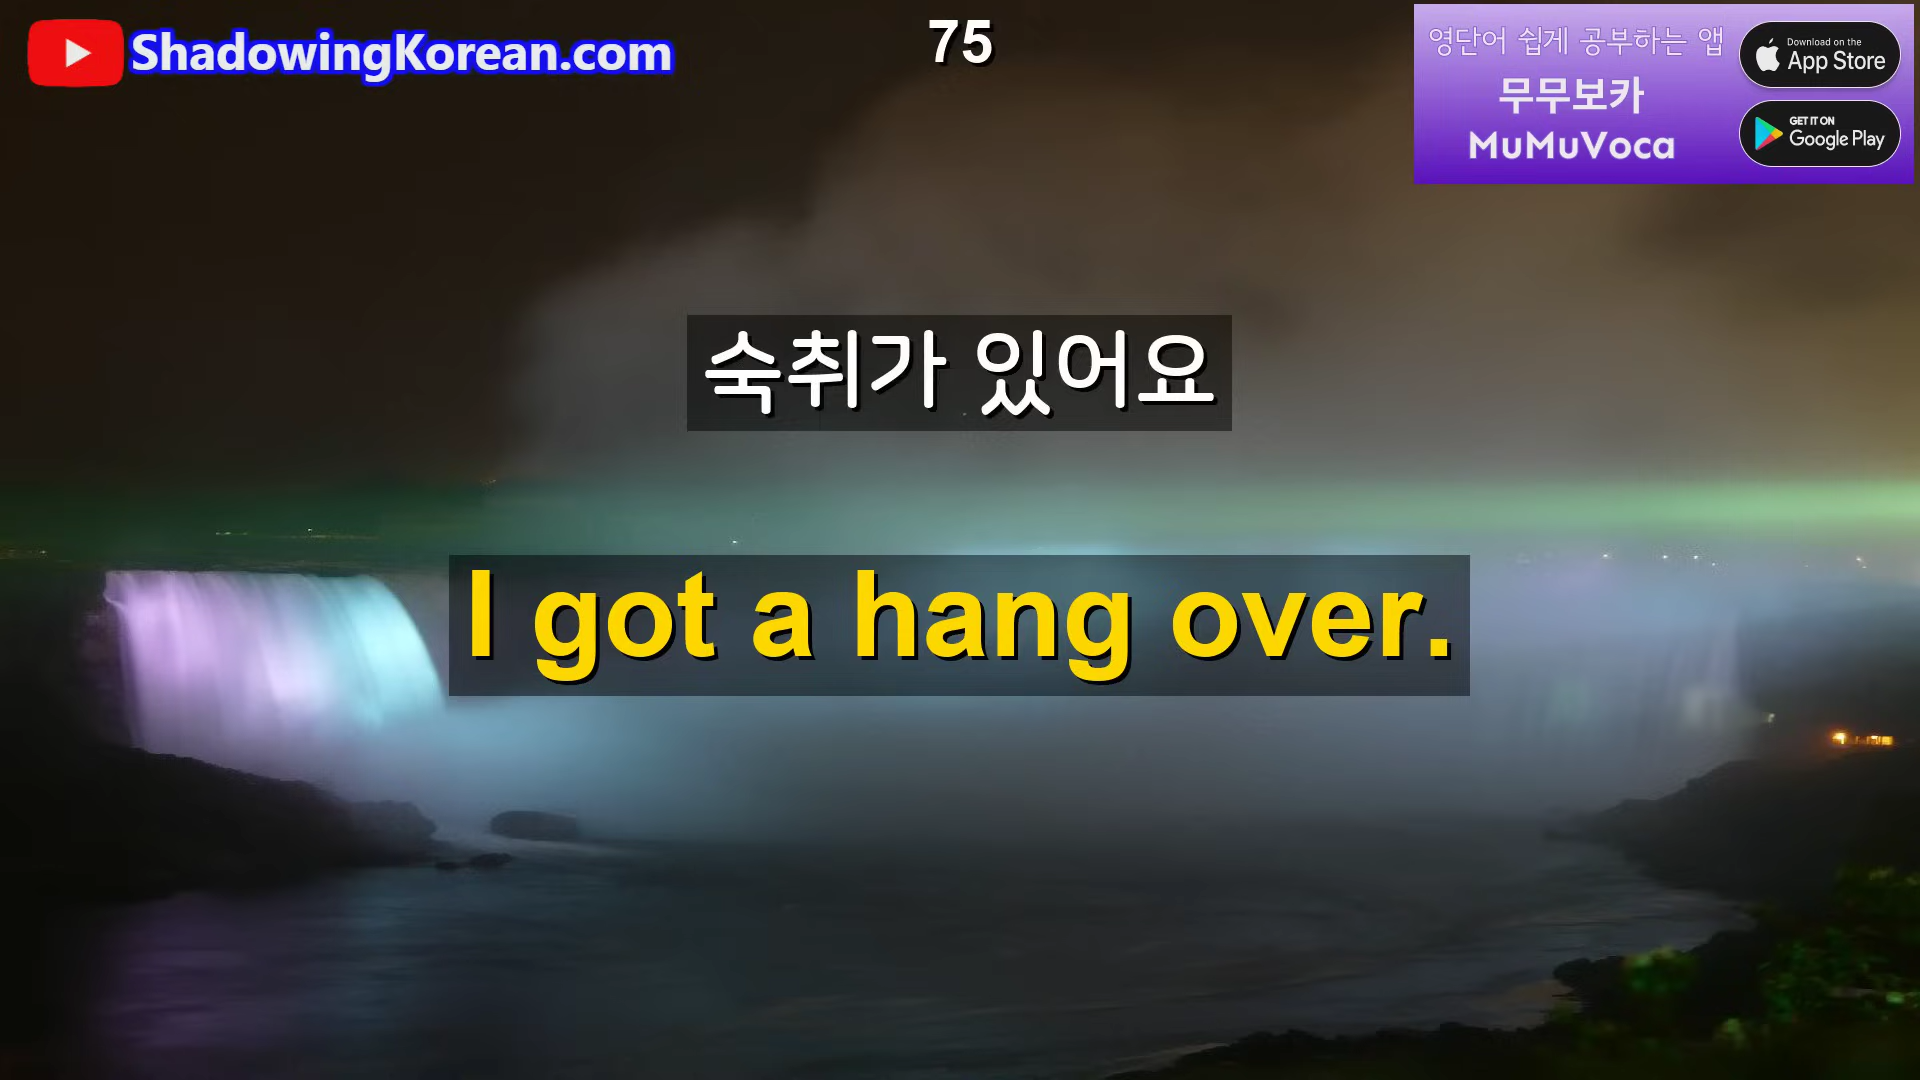 ShadowingKorean.com
75
영단어 쉽게 공부하는 앱
무무보카
MuMuVoca
Download on the
App Store
GET IT ON
Google Play
숙취가 있어요
I got a hang over.